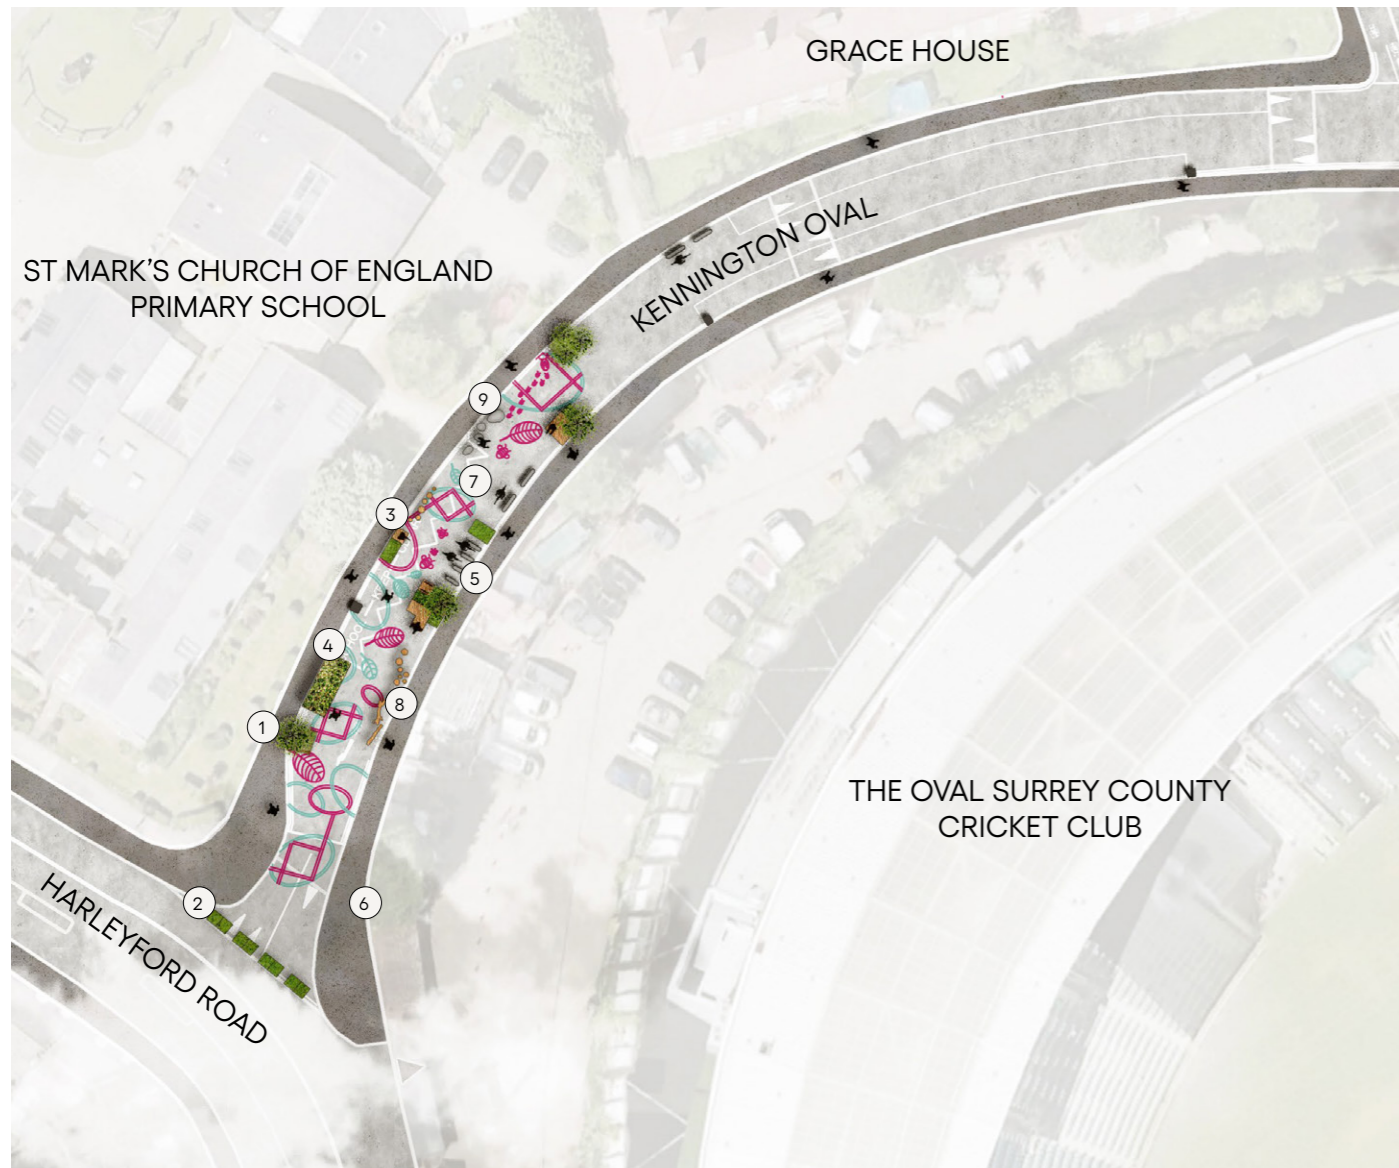 GRACE HOUSE
KENNINGTON OVAL
ST MARK'S CHURCH OF ENGLAND
PRIMARY SCHOOL
9
7
3
5
4
8
1
THE OVAL SURREY COUNTY
CRICKET CLUB
2
6
HARLEYFORD ROAD